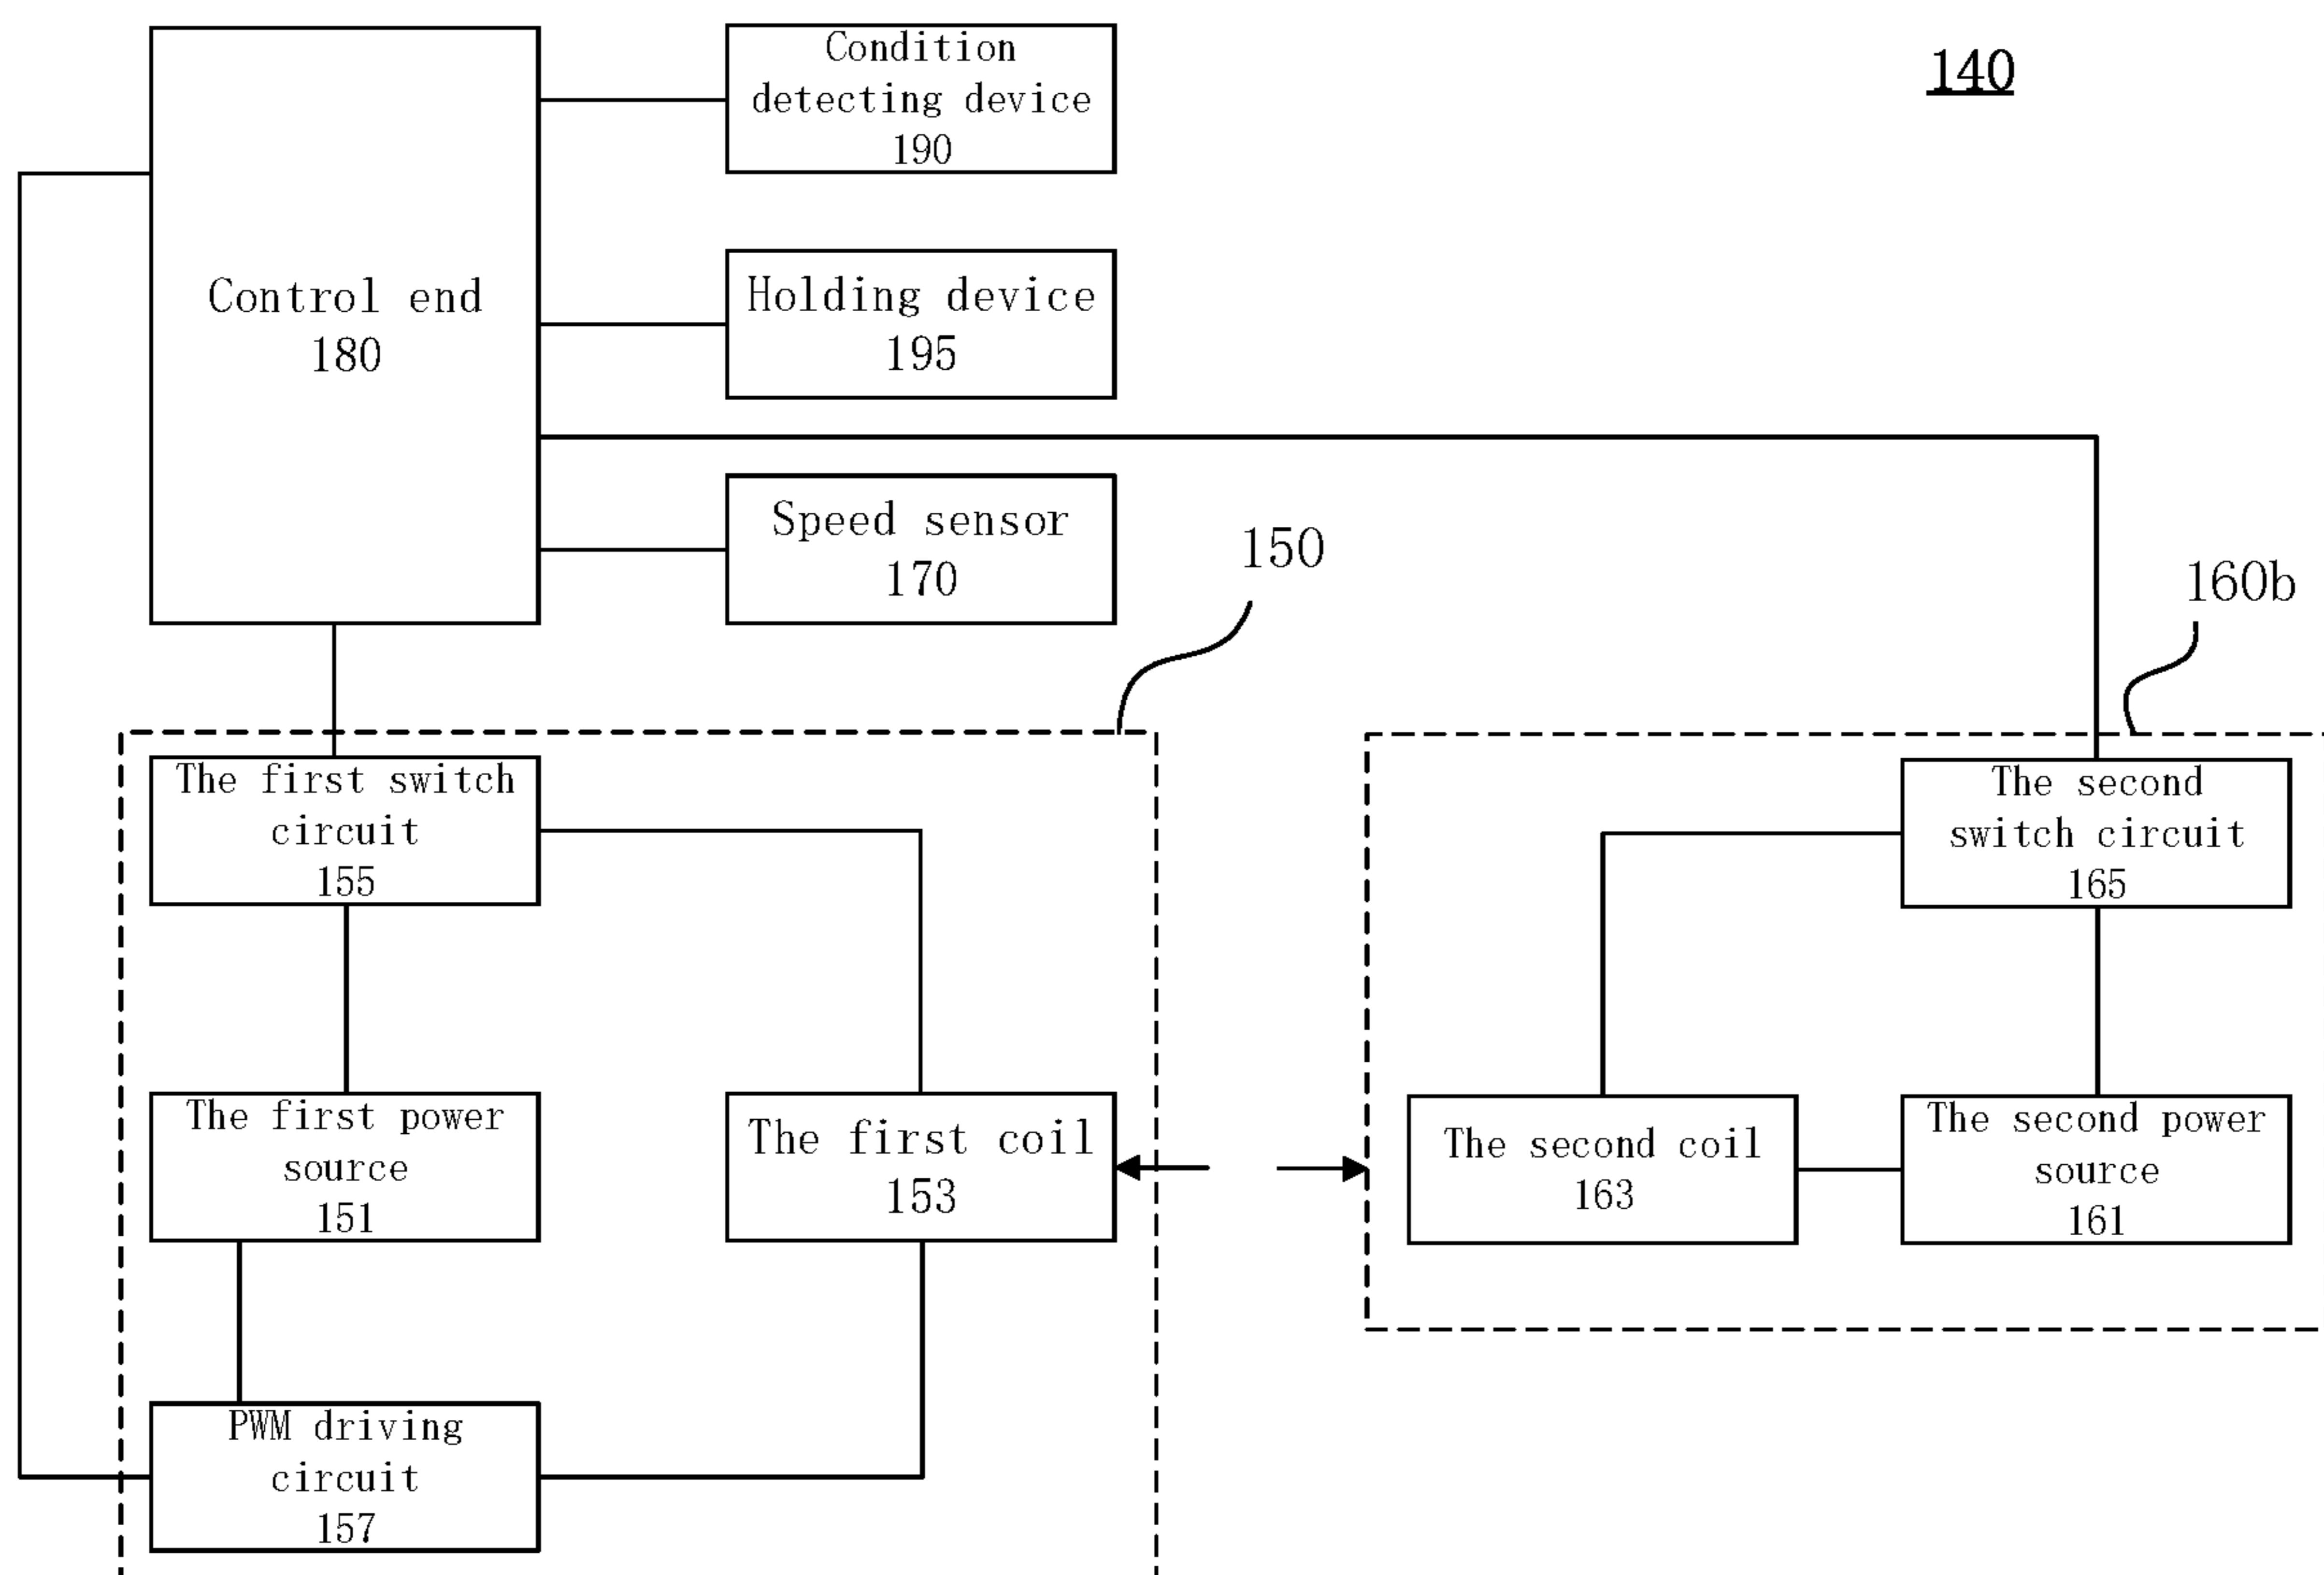 Condition
detecting device
190
140
Control end
180
Holding device
195
Speed sensor
170
150
160b
The first switch
circuit
155
The second
switch circuit
165
The first power
source
151
The first coil
153
The second coil
163
The second power
source
161
PWM driving
circuit
157